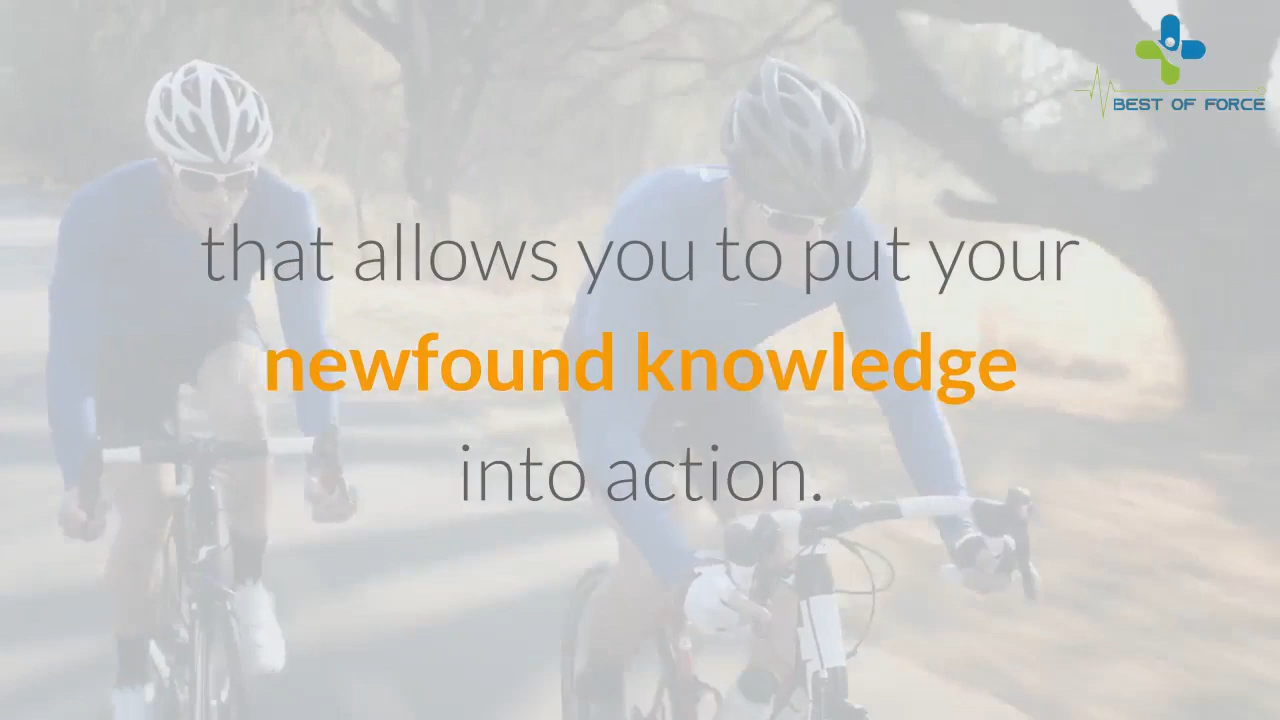 BEST OF FORCE
that allows you to put your
newfound knowledge
into action.